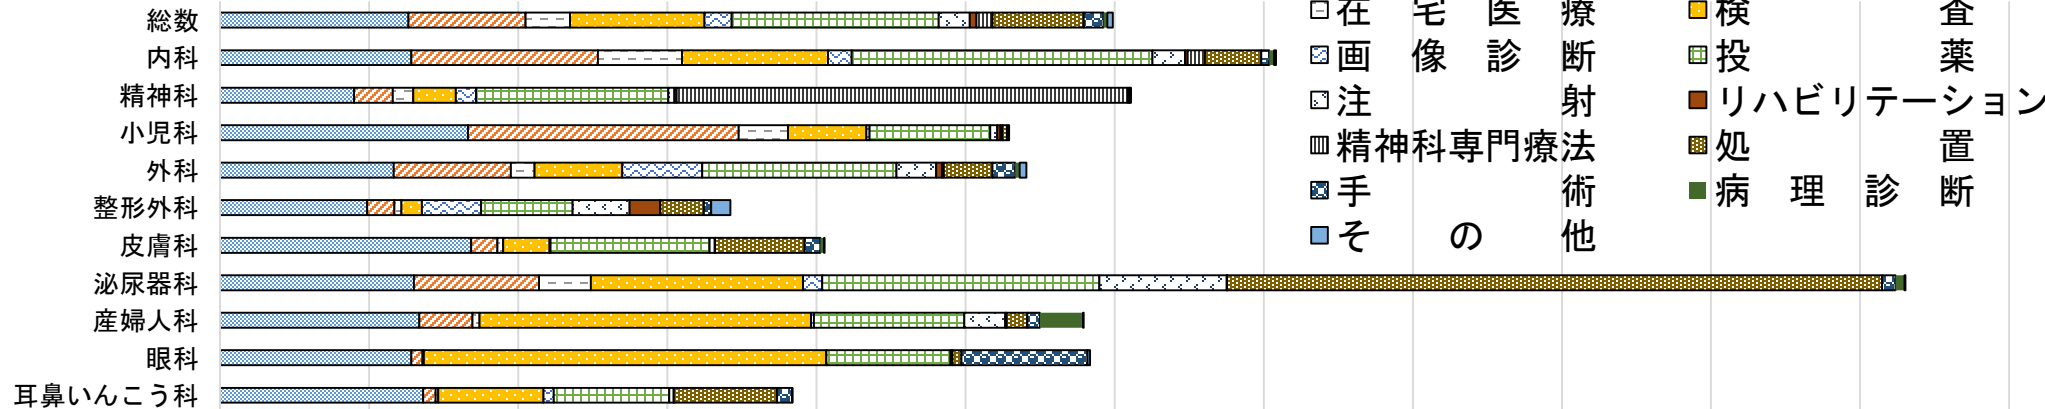 総数
内科
精神科
小児科
外科
整形外科
皮膚科
泌尿器科
産婦人科
眼科
耳鼻いんこう科
在宅医療 検査
画像診断 投薬
注射 リハビリテーション
精神科専門療法 処置
手術 病理診断
その他